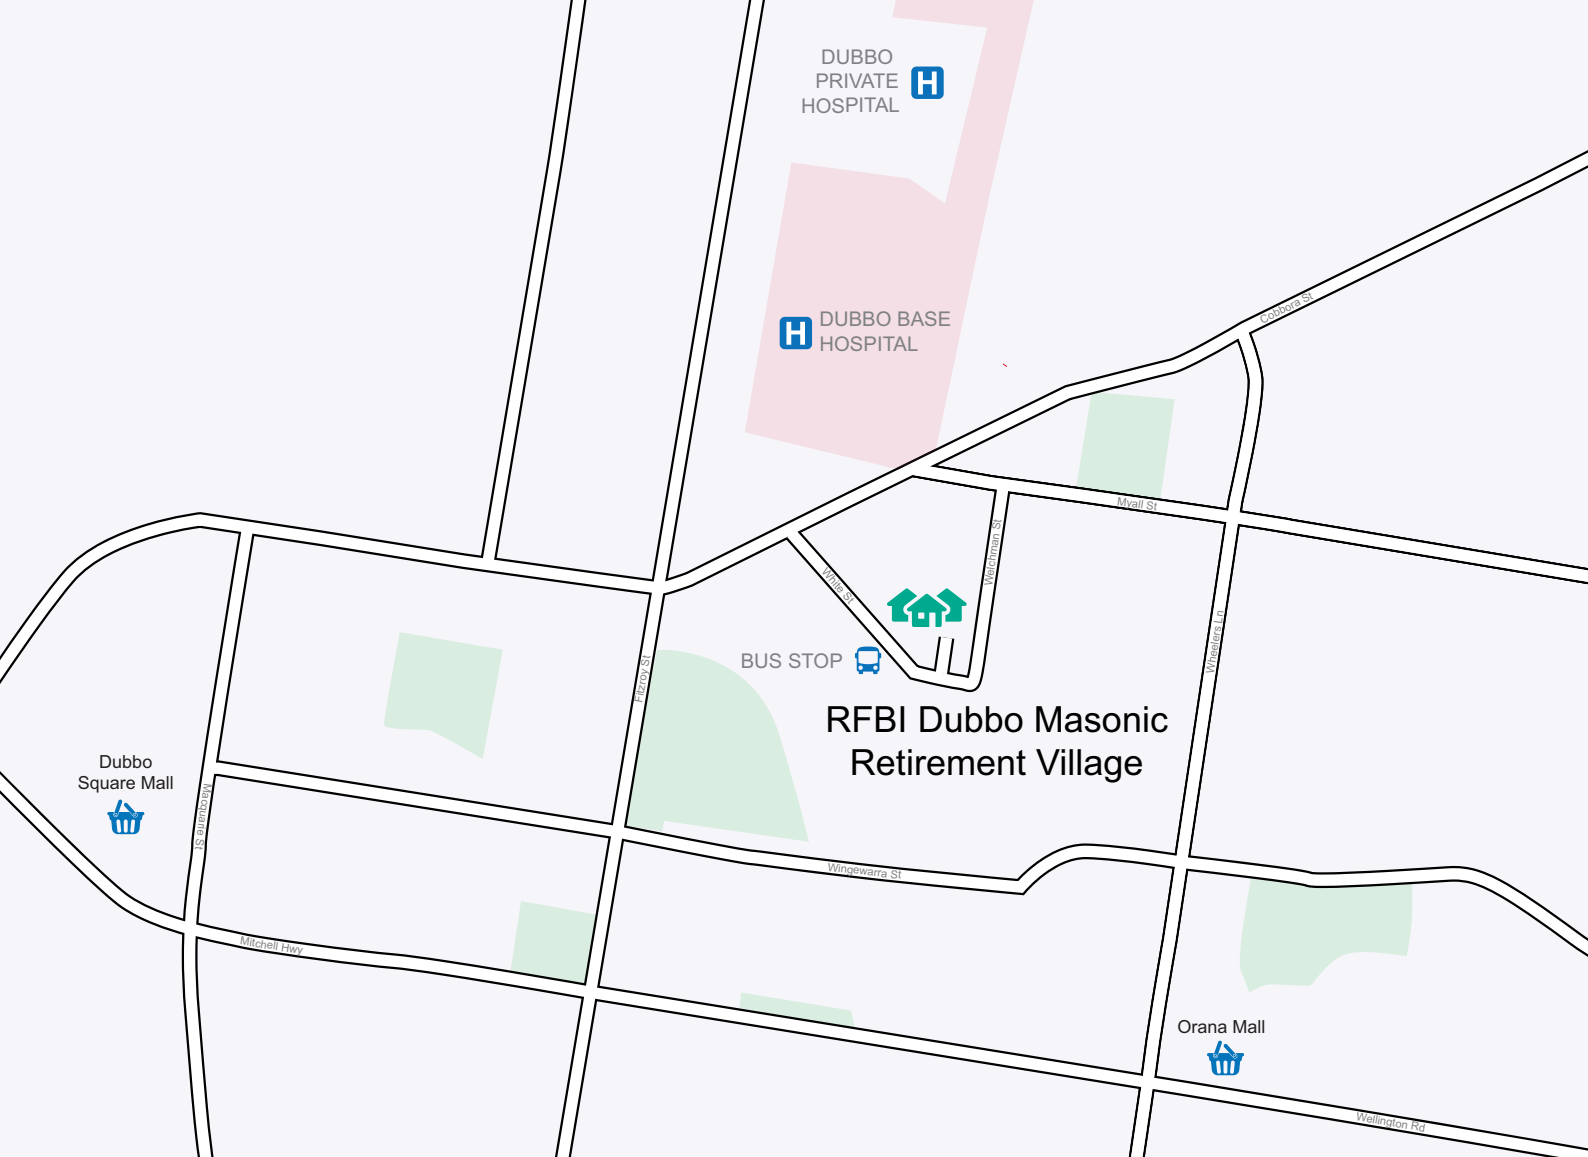 DUBBO
PRIVATE
HOSPITAL
H
Cobbora St
H
DUBBO BASE
HOSPITAL
Myall St
Welchman St
White St
Wheelers Ln
BUS STOP
Fitzroy St
RFBI Dubbo Masonic
Retirement Village
Dubbo
Square Mall
Macquarie St
Wingewarra St
Mitchell Hwy
Orana Mall
Wellington Rd